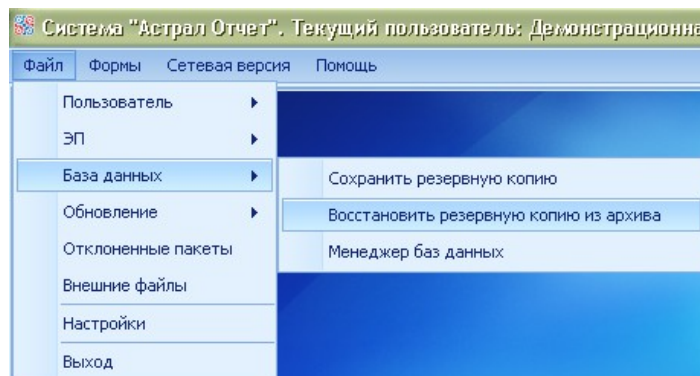 Система "Астрал Отчет". Текущий пользователь: Демонстрационна
Файл Формы Сетевая версия Помощь
Пользователь
ЭП
База данных
Сохранить резервную копию
Обновление
Восстановить резервную копию из архива
Отклоненные пакеты
Менеджер баз данных
Внешние файлы
Настройки
Выход